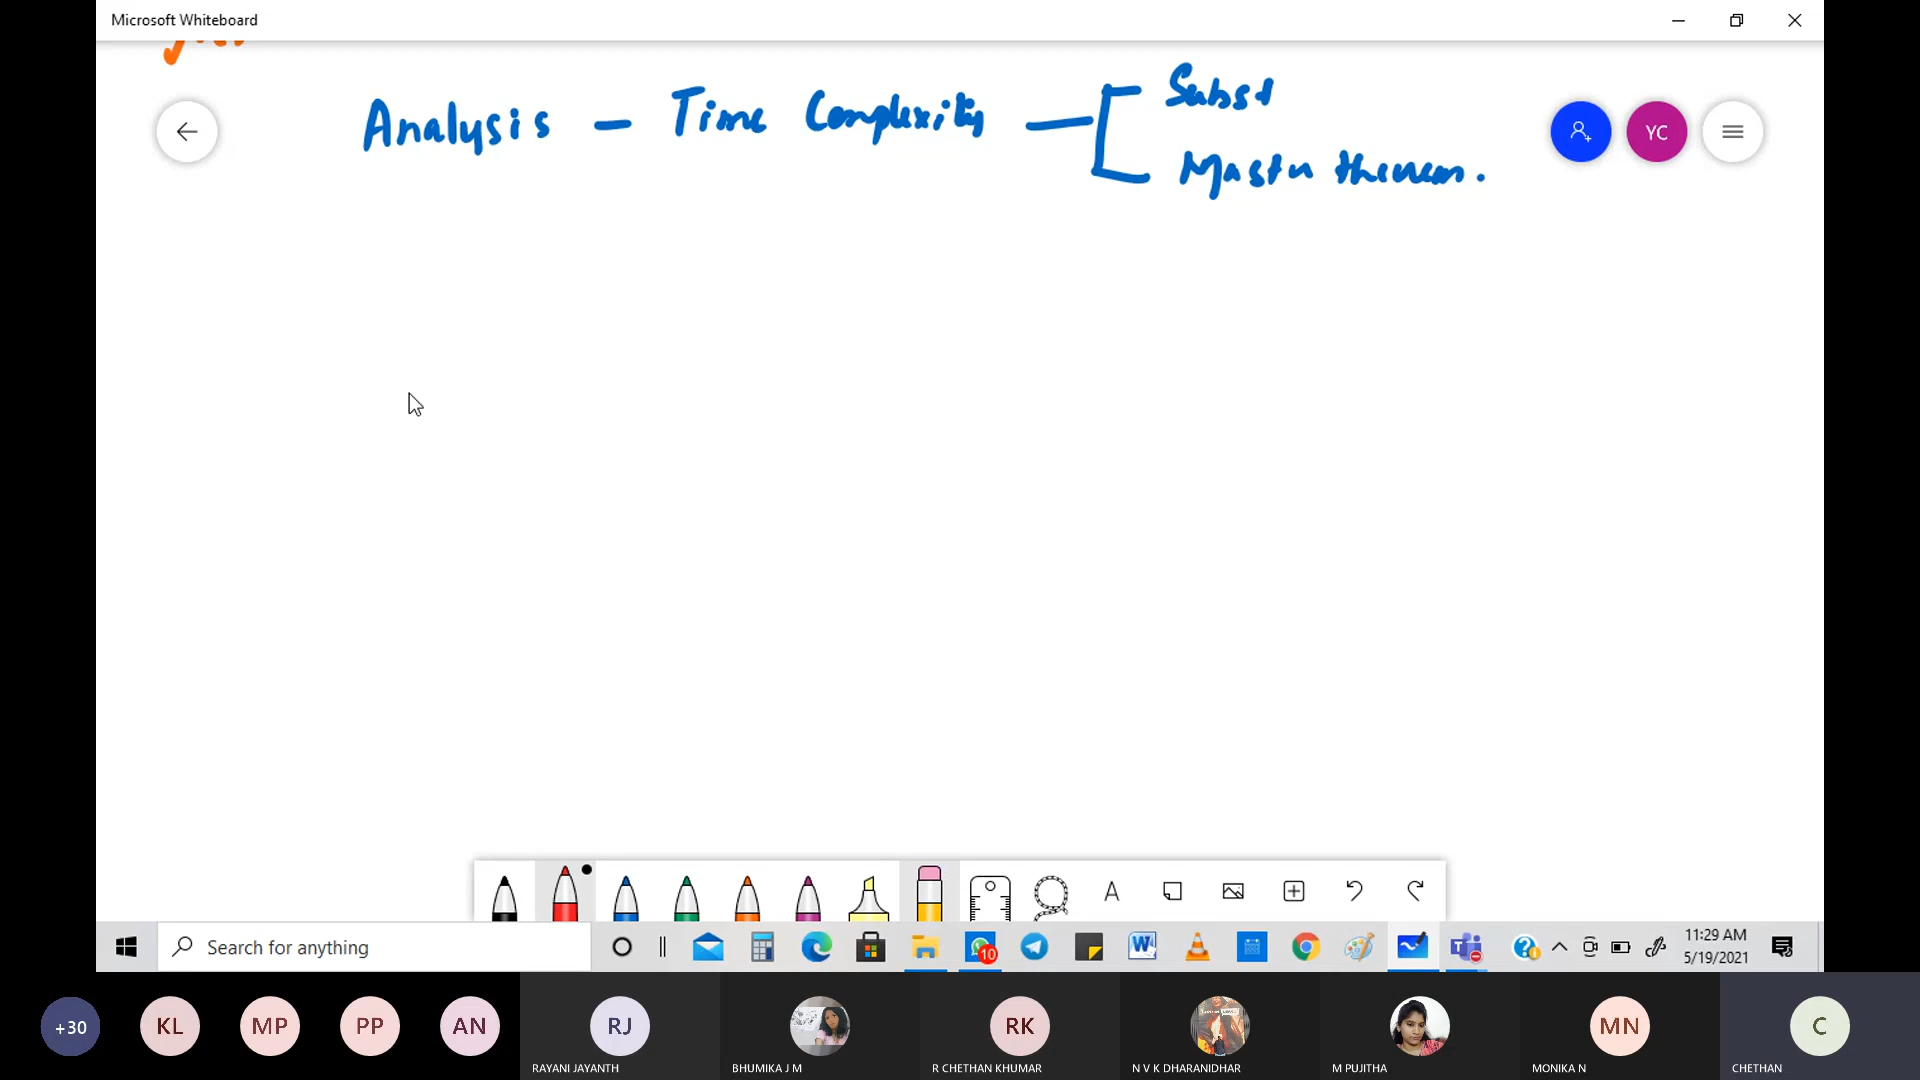 Microsoft Whiteboard
Analysis - Time Complexity
Subst
Master theorem.
YC
A
Search for anything
10
11:29 AM
5/19/2021
+30
KL
MP
PP
AN
RJ
RK
MN
C
RAYANI JAYANTH
BHUMIKA J M
R CHETHAN KHUMAR
N V K DHARANIDHAR
M PUJITHA
MONIKA N
CHETHAN